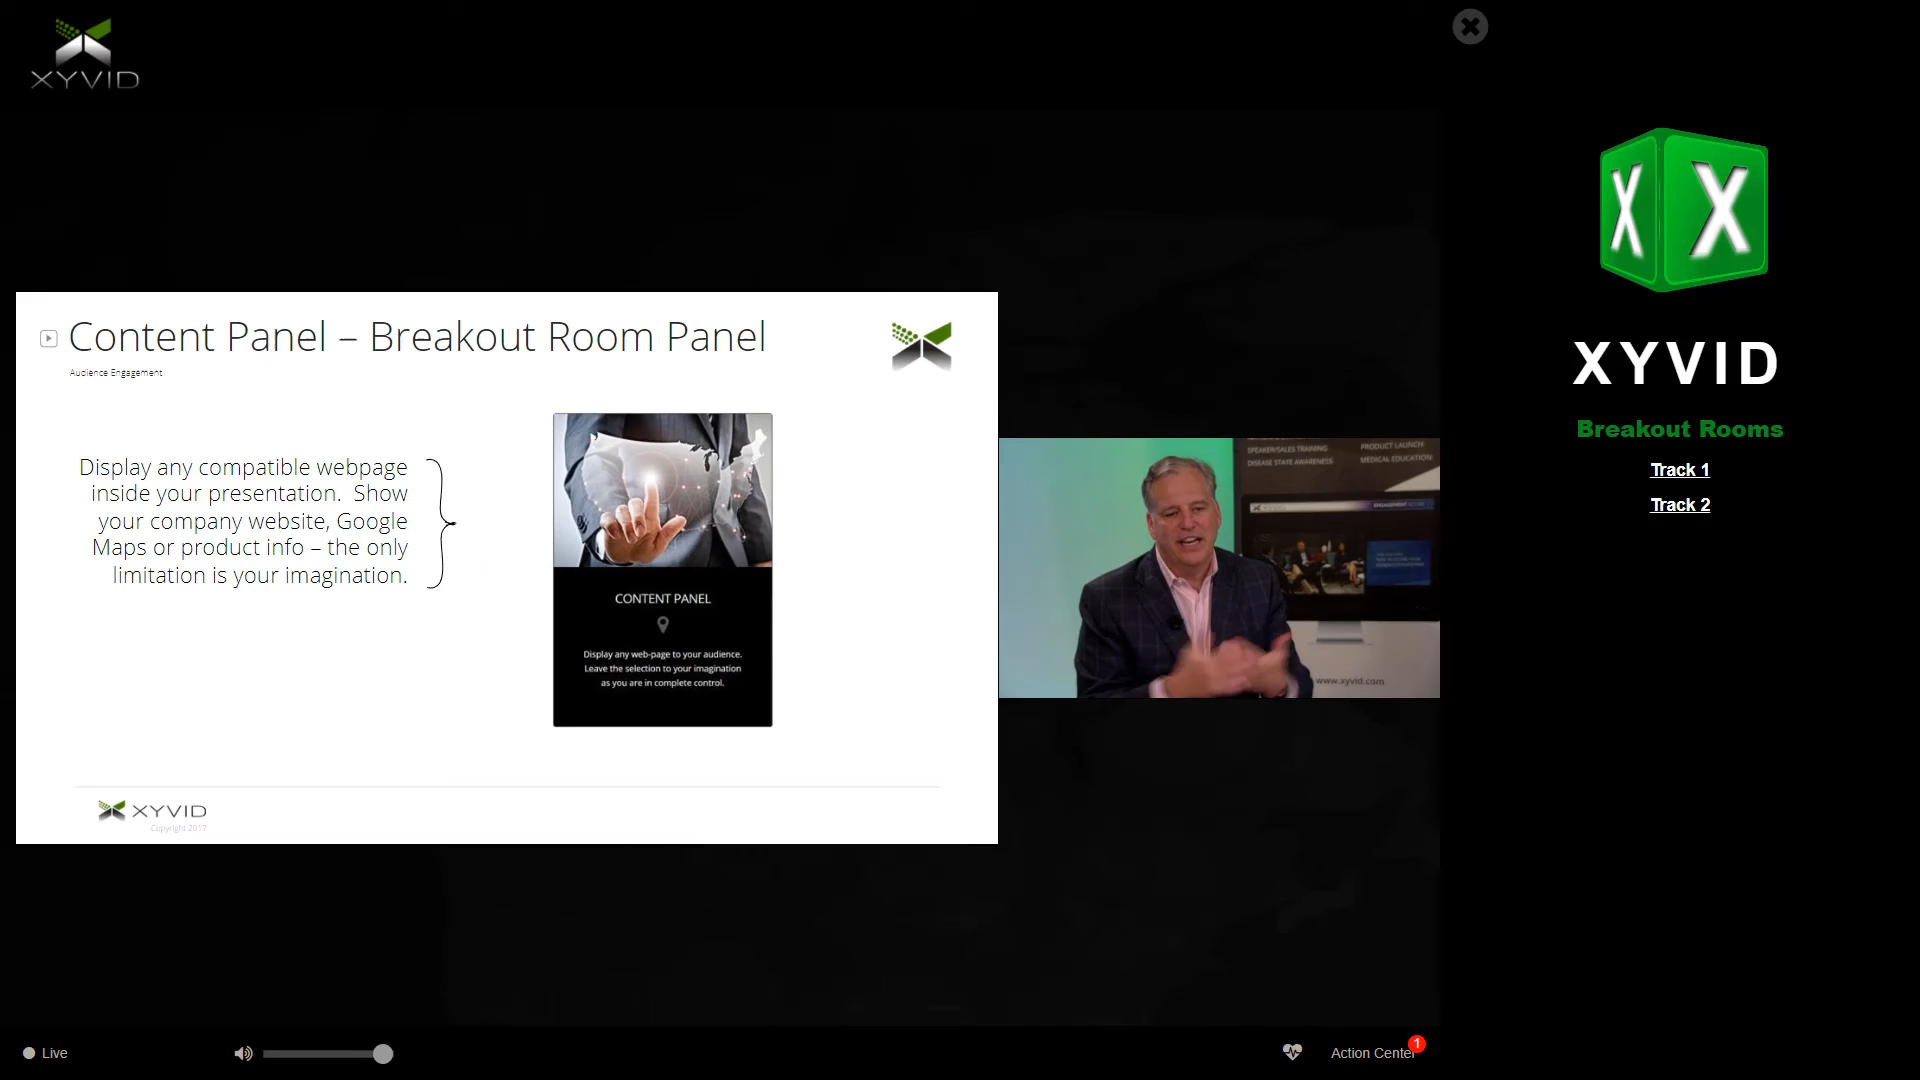 XYVID
Content Panel – Breakout Room Panel
Audience Engagement
Display any compatible webpage
inside your presentation.  Show
your company website, Google
Maps or product info – the only
limitation is your imagination.
CONTENT PANEL
Display any web-page to your audience.
Leave the selection to your imagination
as you are in complete control.
XYVID
Copyright 2017
SPEAKER/SALES TRAINING
DISEASE STATE AWARENESS
PRODUCT LAUNCH
MEDICAL EDUCATION
www.xyvid.com
X X
XYVID
Breakout Rooms
Track 1
Track 2
Live
Action Center
1